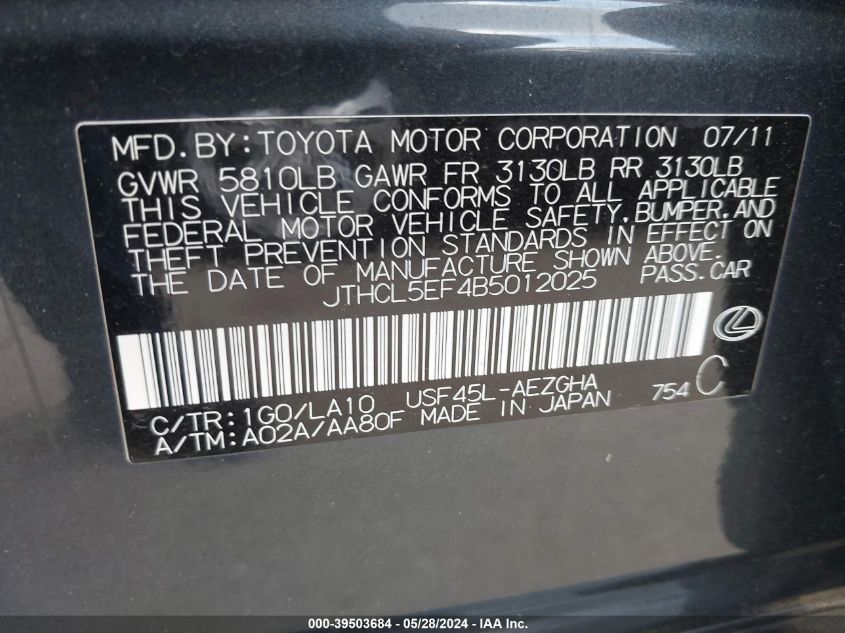 MFD. BY: TOYOTA MOTOR CORPORATION 07/11
GVWR 5810LB GAWR FR 3130LB RR 3130LB
THIS VEHICLE CONFORMS TO ALL APPLICABLE
FEDERAL MOTOR VEHICLE SAFETY, BUMPER, AND
THEFT PREVENTION STANDARDS IN EFFECT ON
THE DATE OF MANUFACTURE SHOWN ABOVE.
JTHCL5EF4B5012025 PASS. CAR
C/TR: 1G0/LA10 USF45L-AEZGHA 754 C
A/TM: A02A/AA80F MADE IN JAPAN
000-39503684 - 05/28/2024 - IAA Inc.